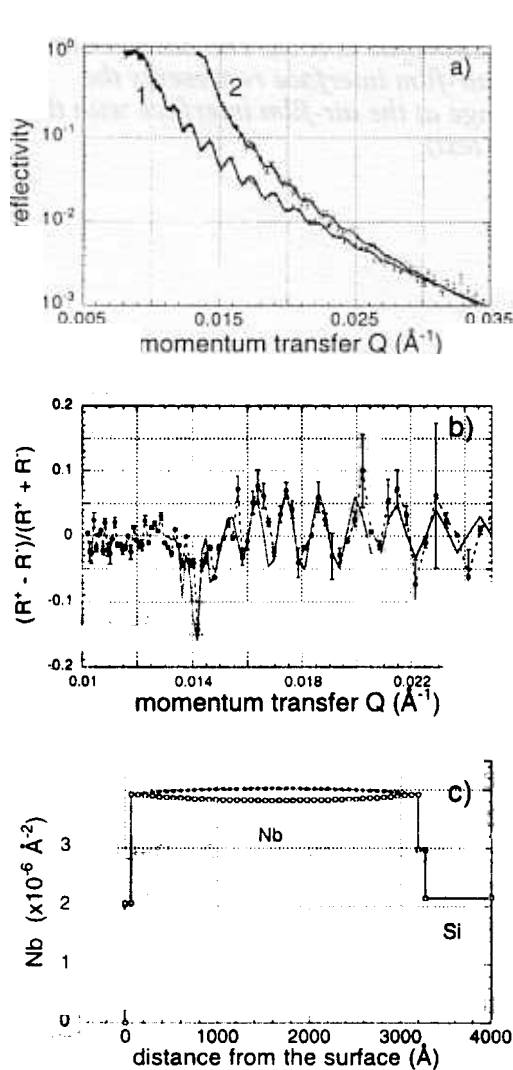 a)
10⁰
10⁻¹
10⁻²
10⁻³
reflectivity
1
2
0.005
0.015
0.025
0.035
momentum transfer Q (Å⁻¹)
b)
0.2
0.1
0
-0.1
-0.2
(R⁺ - R⁻)/(R⁺ + R⁻)
0.01
0.014
0.018
0.022
momentum transfer Q (Å⁻¹)
c)
3
2
1
0
Nb (x10⁻⁶ Å⁻²)
Nb
Si
0
1000
2000
3000
4000
distance from the surface (Å)